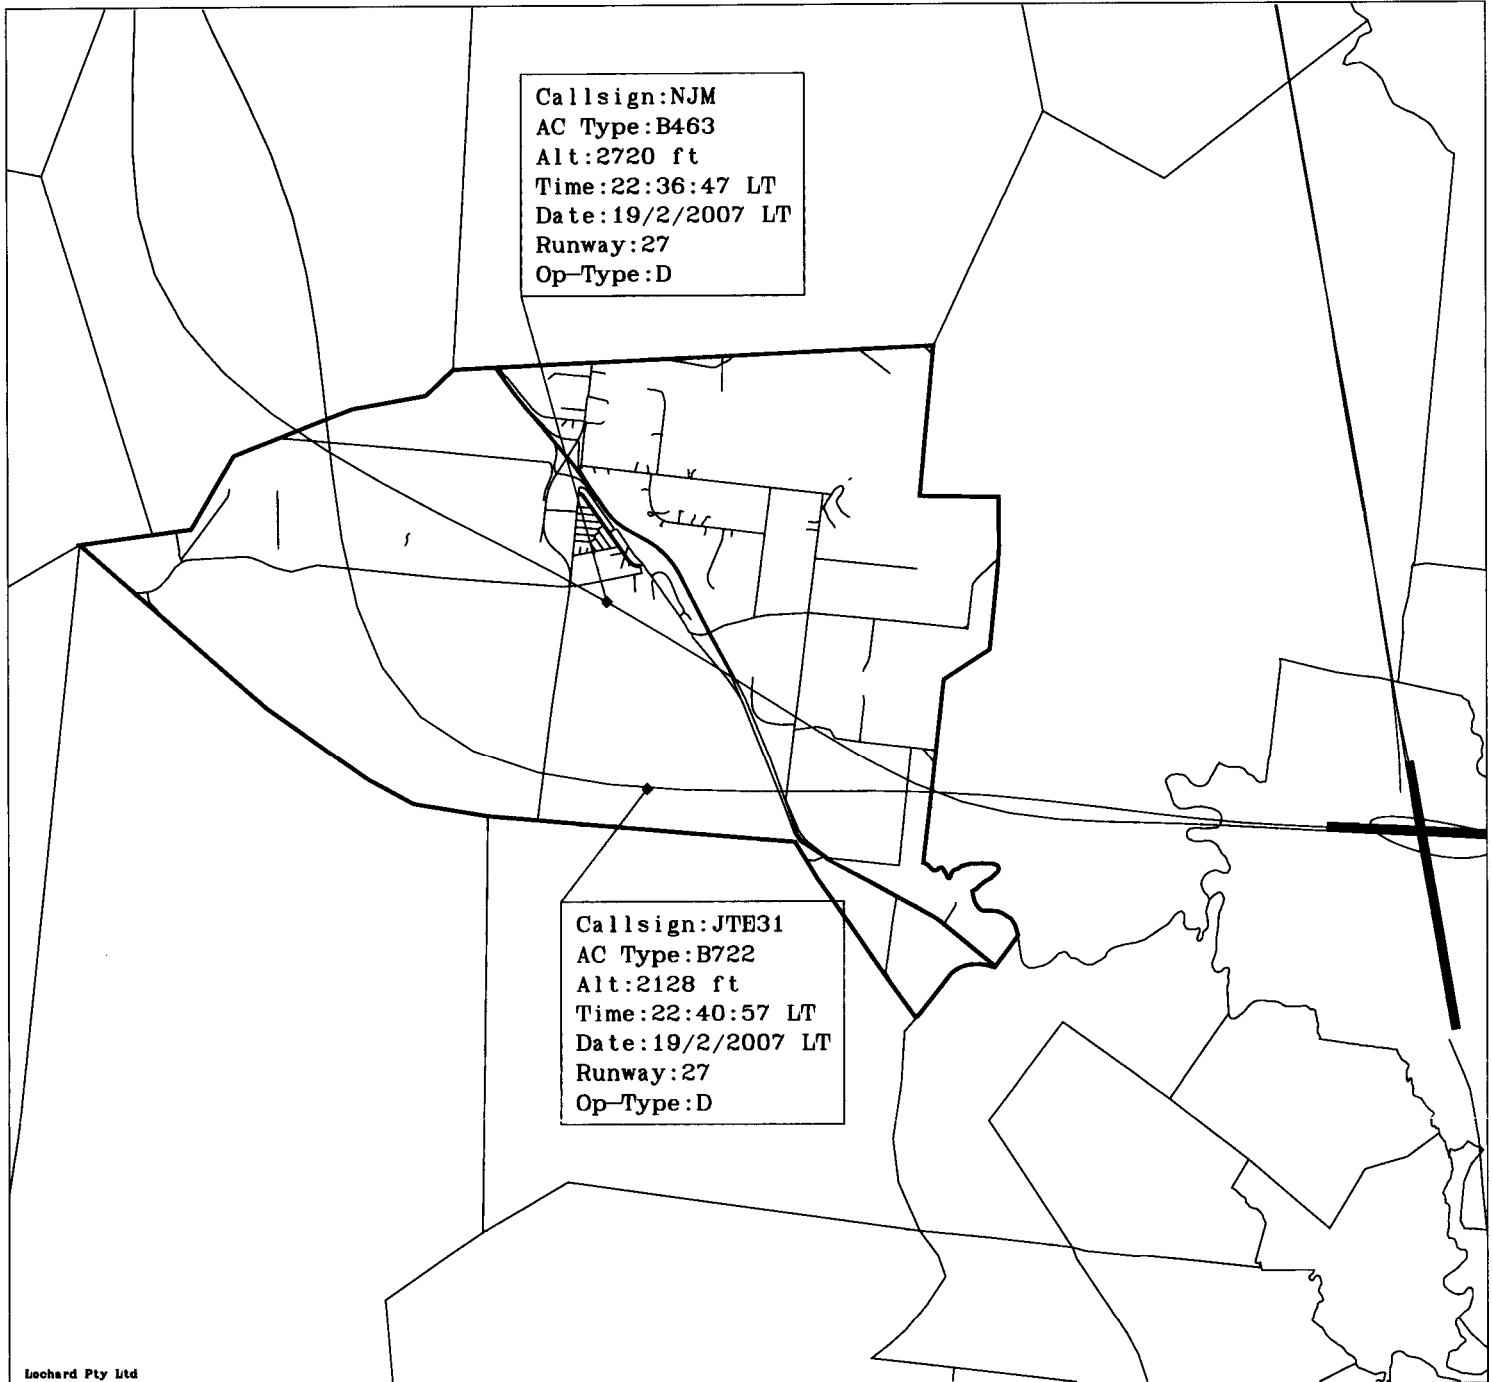 Callsign:NJM
AC Type:B463
Alt:2720 ft
Time:22:36:47 LT
Date:19/2/2007 LT
Runway:27
Op-Type:D
Callsign:JTE31
AC Type:B722
Alt:2128 ft
Time:22:40:57 LT
Date:19/2/2007 LT
Runway:27
Op-Type:D
Lochard Pty Ltd